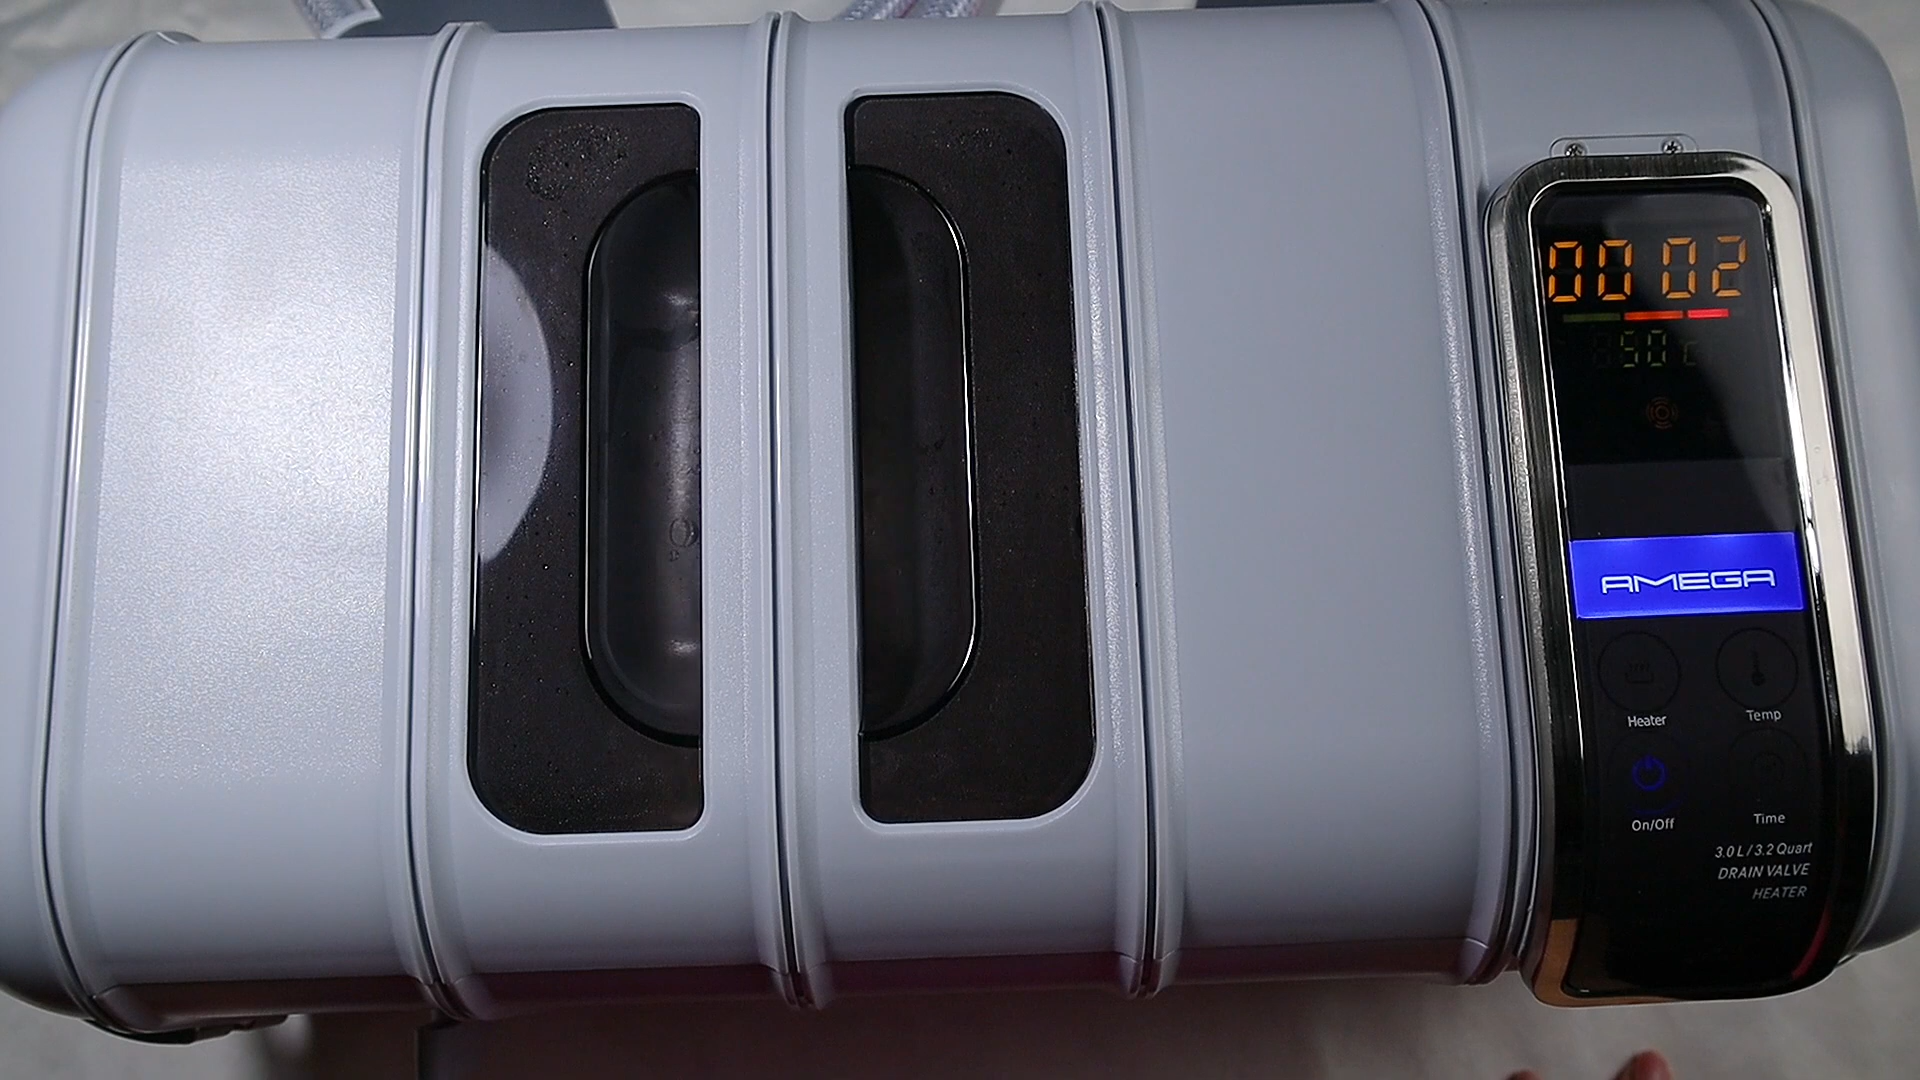 00 02
50 c
AMEGA
Heater Temp
On/Off Time
3.0 L / 3.2 Quart
DRAIN VALVE
HEATER